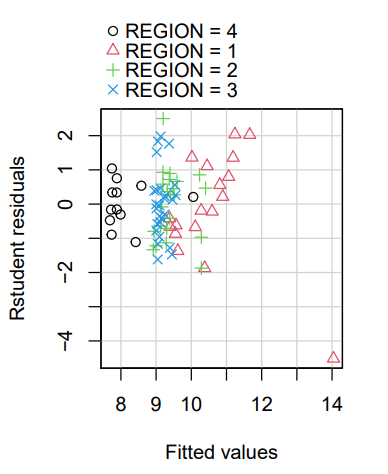 REGION = 4
REGION = 1
REGION = 2
REGION = 3
Rstudent residuals
2
1
0
−2
−4
8 9 10 12 14
Fitted values